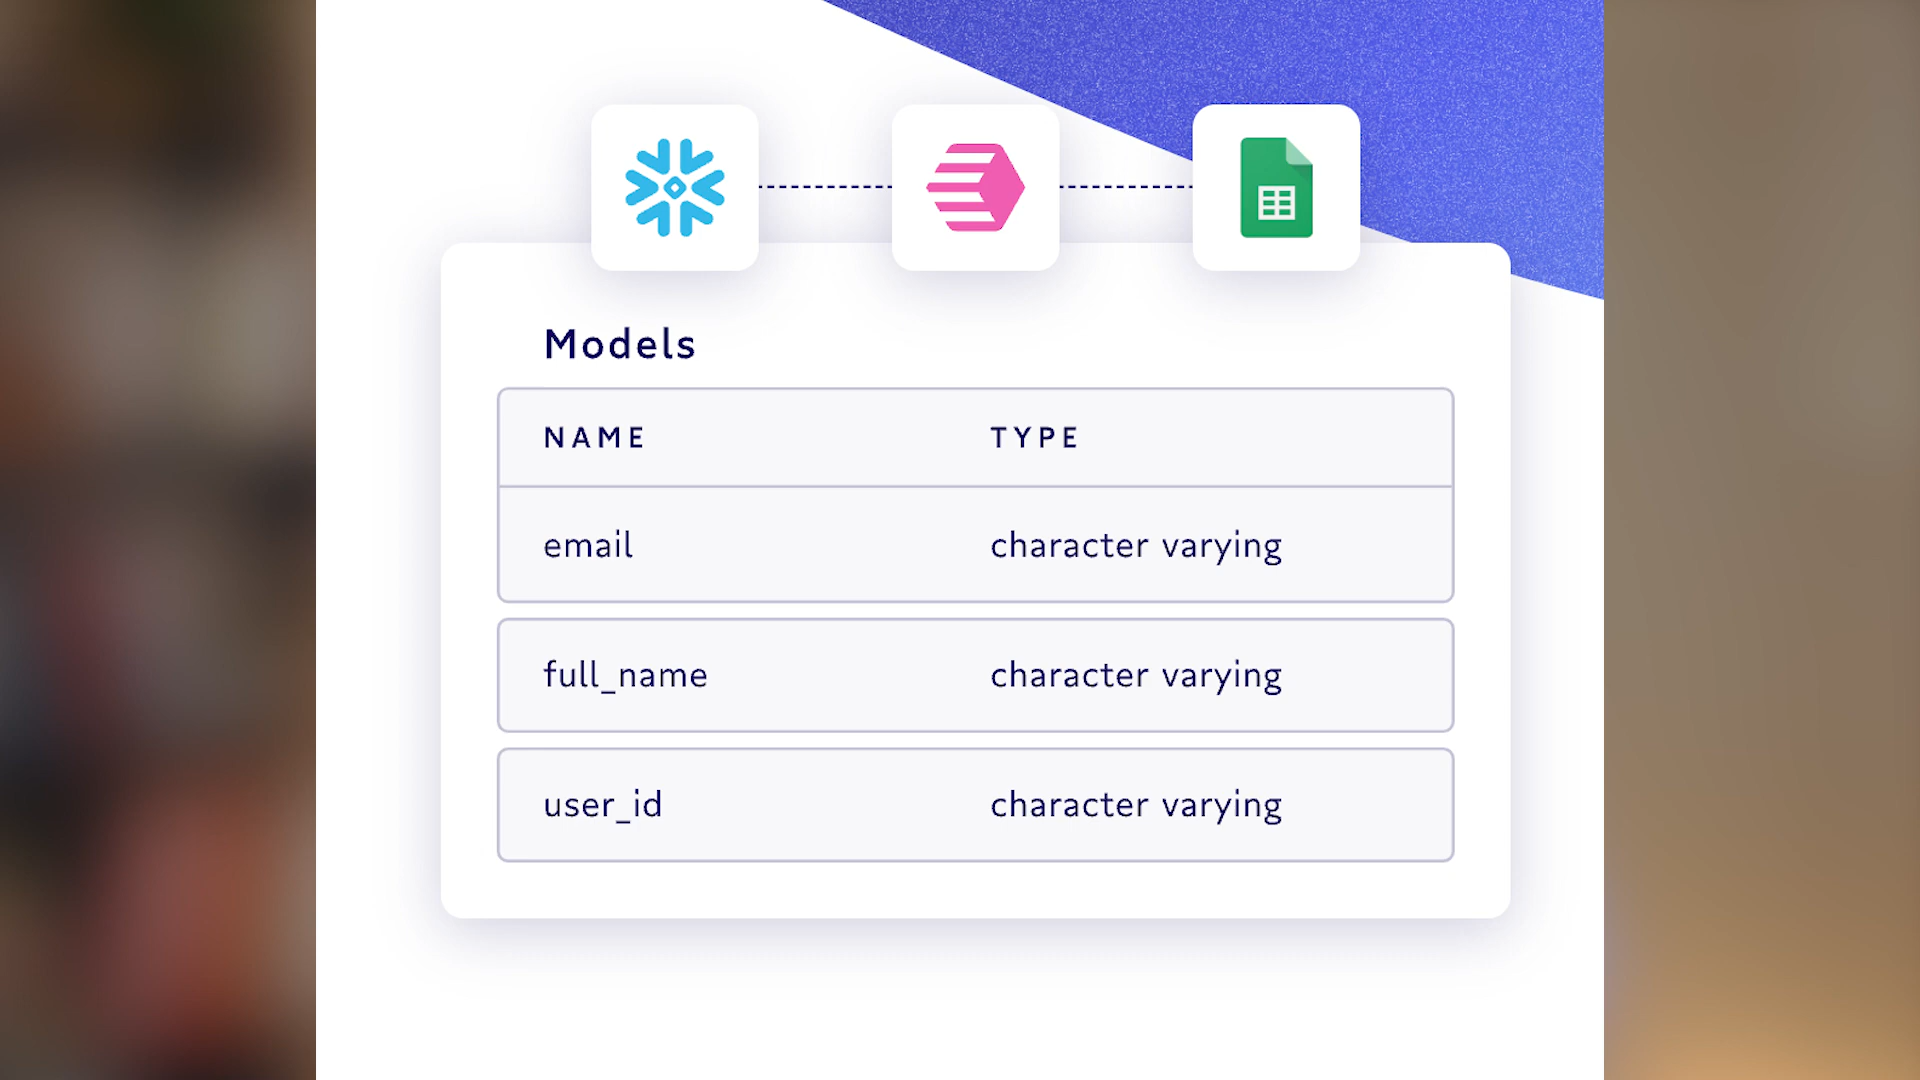 Models
NAME TYPE
email character varying
full_name character varying
user_id character varying